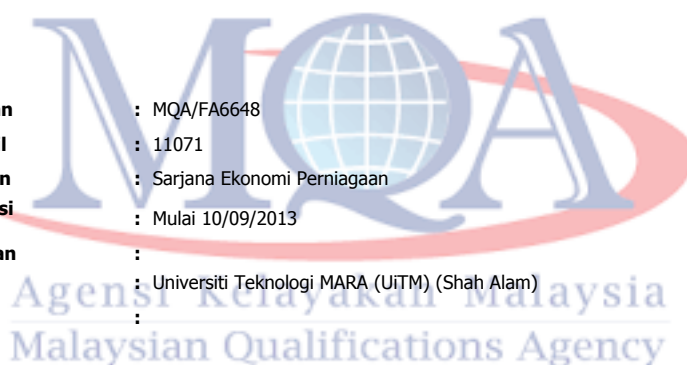 MQA
an : MQA/FA6648
l : 11071
n : Sarjana Ekonomi Perniagaan
si : Mulai 10/09/2013
an :
: Universiti Teknologi MARA (UiTM) (Shah Alam)
:
Agensi Kelayakan Malaysia
Malaysian Qualifications Agency